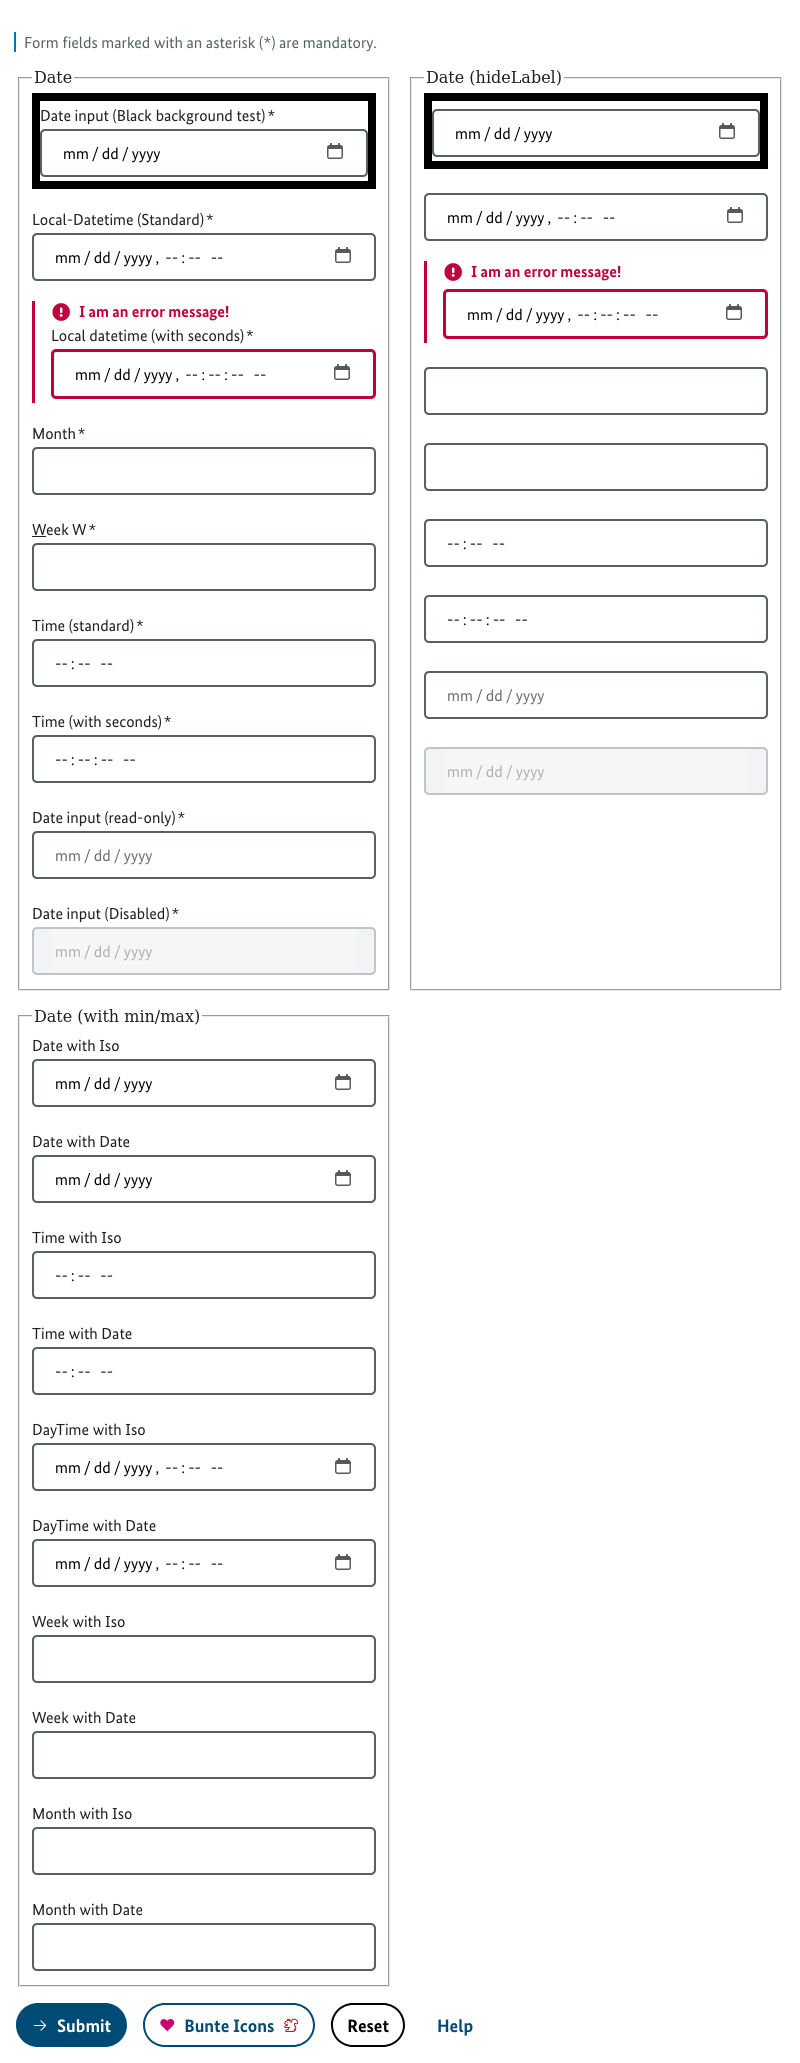 Form fields marked with an asterisk (*) are mandatory.
Date
Date input (Black background test) *
mm / dd / yyyy
Local-Datetime (Standard) *
mm / dd / yyyy , -- : -- --
I am an error message!
Local datetime (with seconds) *
mm / dd / yyyy , -- : -- : -- --
Month *
Week W *
Time (standard) *
-- : -- --
Time (with seconds) *
-- : -- : -- --
Date input (read-only) *
mm / dd / yyyy
Date input (Disabled) *
mm / dd / yyyy
Date (hideLabel)
mm / dd / yyyy
mm / dd / yyyy , -- : -- --
I am an error message!
mm / dd / yyyy , -- : -- : -- --
-- : -- --
-- : -- : -- --
mm / dd / yyyy
mm / dd / yyyy
Date (with min/max)
Date with Iso
mm / dd / yyyy
Date with Date
mm / dd / yyyy
Time with Iso
-- : -- --
Time with Date
-- : -- --
DayTime with Iso
mm / dd / yyyy , -- : -- --
DayTime with Date
mm / dd / yyyy , -- : -- --
Week with Iso
Week with Date
Month with Iso
Month with Date
Submit Bunte Icons Reset Help